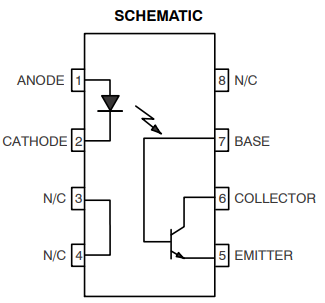 SCHEMATIC
ANODE 1
8 N/C
CATHODE 2
7 BASE
N/C 3
6 COLLECTOR
N/C 4
5 EMITTER